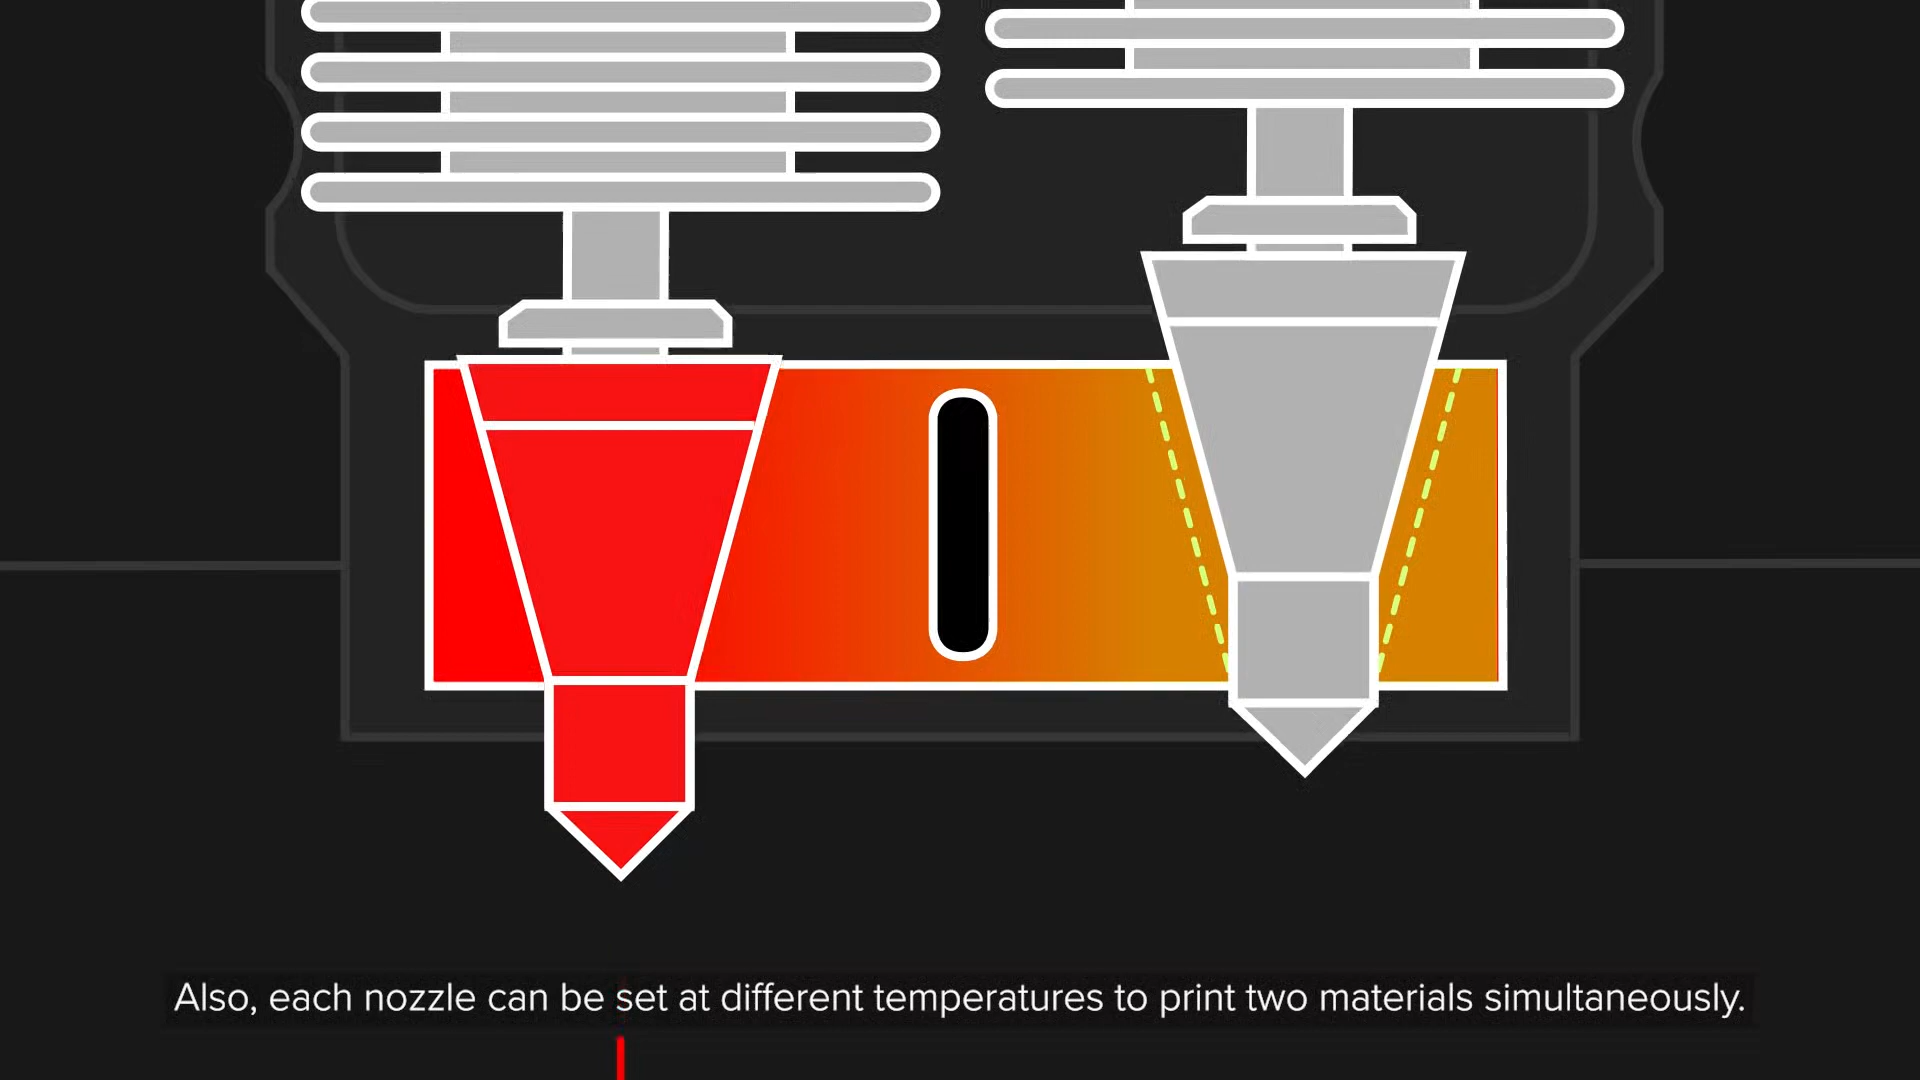 Also, each nozzle can be set at different temperatures to print two materials simultaneously.